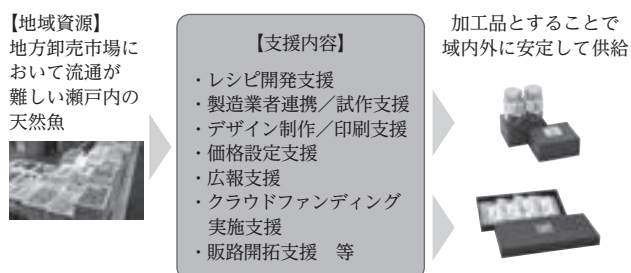 【地域資源】
地方卸売市場に
おいて流通が
難しい瀬戸内の
天然魚
【支援内容】
・レシピ開発支援
・製造業者連携／試作支援
・デザイン制作／印刷支援
・価格設定支援
・広報支援
・クラウドファンディング
実施支援
・販路開拓支援　等
加工品とすることで
域内外に安定して供給